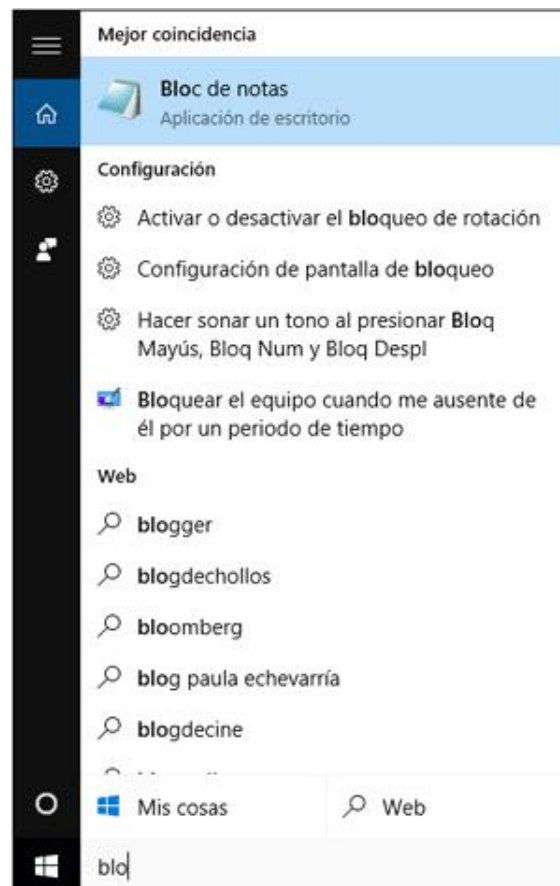 Mejor coincidencia
Bloc de notas
Aplicación de escritorio
Configuración
Activar o desactivar el bloqueo de rotación
Configuración de pantalla de bloqueo
Hacer sonar un tono al presionar Bloq
Mayús, Bloq Num y Bloq Despl
Bloquear el equipo cuando me ausente de
él por un periodo de tiempo
Web
blogger
blogdechollos
bloomberg
blog paula echevarría
blogdecine
Mis cosas
Web
blo